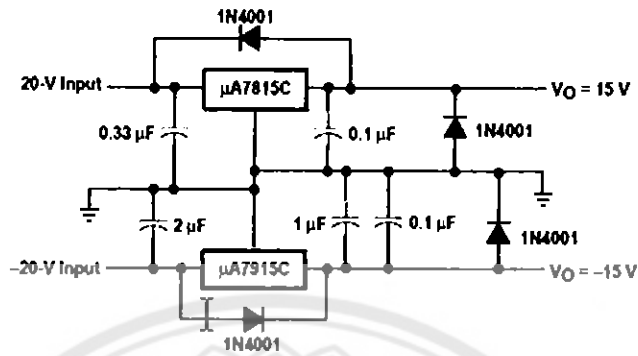 1N4001
20-V Input
µA7815C
VO = 15 V
0.33 µF
0.1 µF
1N4001
2 µF
1 µF
0.1 µF
1N4001
–20-V Input
µA7915C
VO = –15 V
1N4001